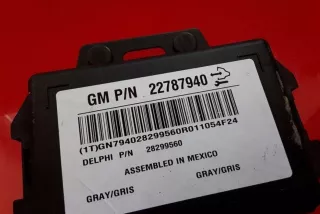 GM P/N 22787940
(1T)GN794028299560R011054F24
DELPHI P/N 28299560
ASSEMBLED IN MEXICO
GRAY/GRIS GRAY/GRIS